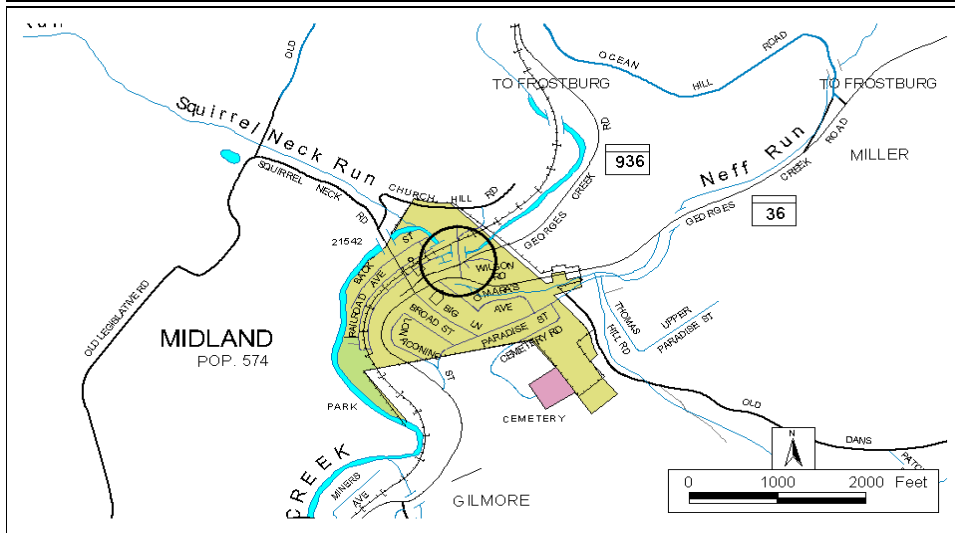 OLD
OCEAN HILL ROAD
TO FROSTBURG
TO FROSTBURG
Squirrel Neck Run
RD
936
Neff Run
ROAD
MILLER
SQUIRREL NECK RD
CHURCH HILL RD
GEORGES CREEK
GEORGES CREEK
36
21542
BACK ST
RAILROAD AVE
WILSON RD
O'MARA'S AVE
BIG LN
BROAD ST
PARADISE ST
LONACONING ST
CEMETERY RD
THOMAS HILL RD
UPPER PARADISE ST
OLD LEGISLATIVE RD
MIDLAND
POP. 574
PARK
CEMETERY
OLD DANS
CREEK
MINERS AVE
GILMORE
N
0 1000 2000 Feet